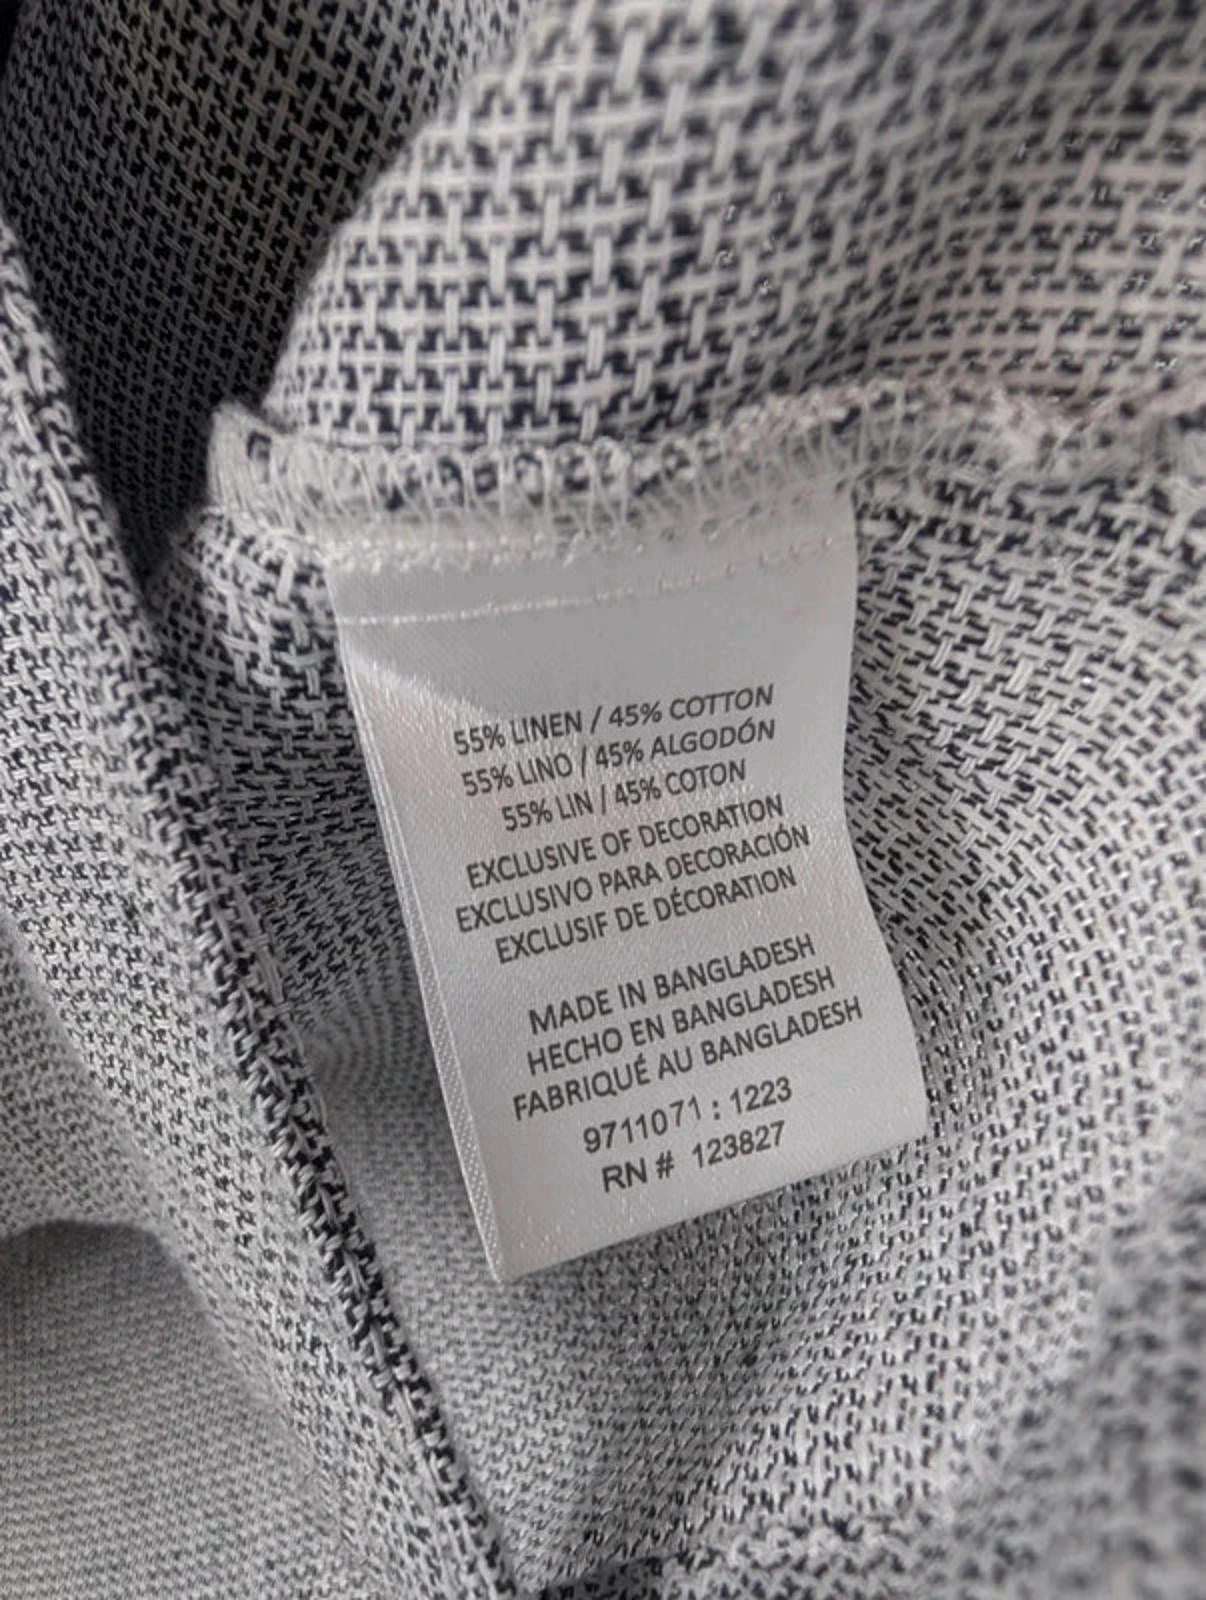 55% LINEN / 45% COTTON
55% LINO / 45% ALGODÓN
55% LIN / 45% COTON
EXCLUSIVE OF DECORATION
EXCLUSIVO PARA DECORACIÓN
EXCLUSIF DE DÉCORATION
MADE IN BANGLADESH
HECHO EN BANGLADESH
FABRIQUÉ AU BANGLADESH
9711071 : 1223
RN # 123827